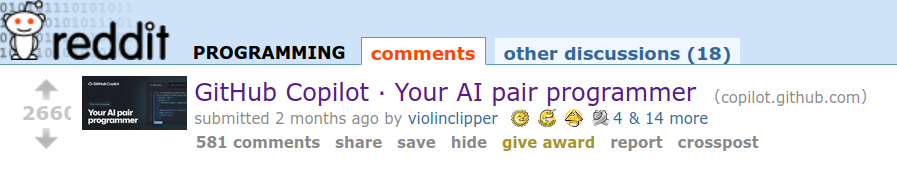 reddit PROGRAMMING comments other discussions (18)
GitHub Copilot · Your AI pair programmer (copilot.github.com)
2660
submitted 2 months ago by violinclipper 4 & 14 more
581 comments share save hide give award report crosspost
GitHub Copilot
Your AI pair
programmer